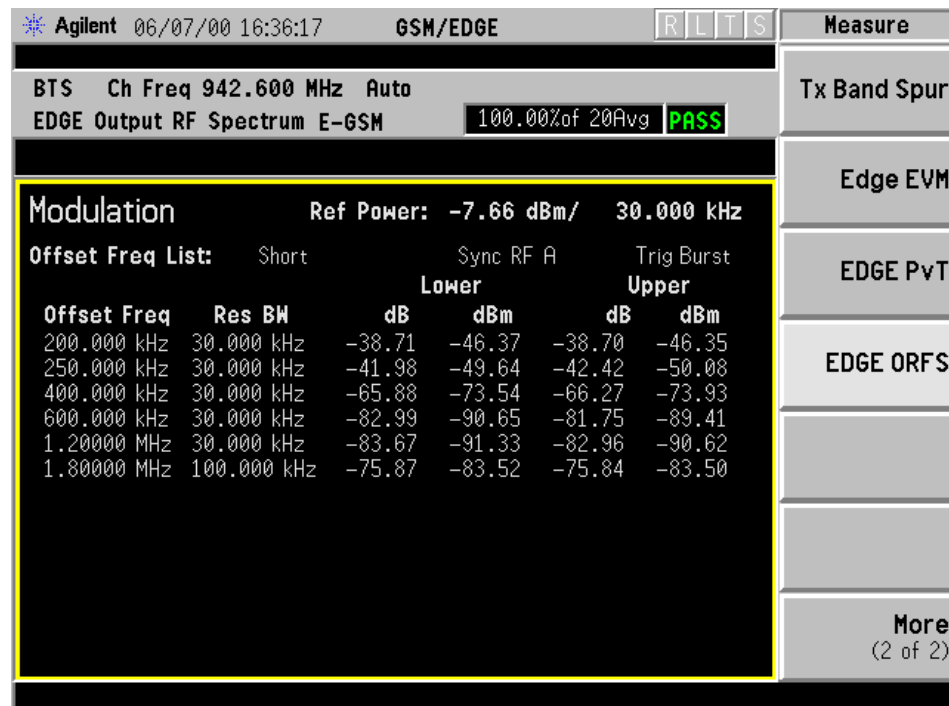 Agilent 06/07/00 16:36:17 GSM/EDGE R L T S
BTS Ch Freq 942.600 MHz Auto
EDGE Output RF Spectrum E-GSM 100.00%of 20Avg PASS
Modulation Ref Power: -7.66 dBm/ 30.000 kHz
Offset Freq List: Short Sync RF A Trig Burst
Lower Upper
Offset Freq Res BW dB dBm dB dBm
200.000 kHz 30.000 kHz -38.71 -46.37 -38.70 -46.35
250.000 kHz 30.000 kHz -41.98 -49.64 -42.42 -50.08
400.000 kHz 30.000 kHz -65.88 -73.54 -66.27 -73.93
600.000 kHz 30.000 kHz -82.99 -90.65 -81.75 -89.41
1.20000 MHz 30.000 kHz -83.67 -91.33 -82.96 -90.62
1.80000 MHz 100.000 kHz -75.87 -83.52 -75.84 -83.50
Measure
Tx Band Spur
Edge EVM
EDGE PvT
EDGE ORFS
More
(2 of 2)